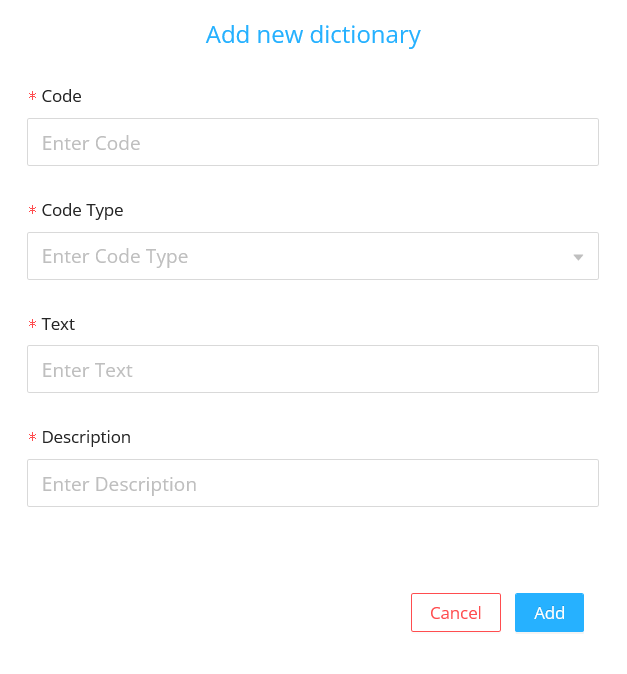 Add new dictionary
* Code
Enter Code
* Code Type
Enter Code Type
* Text
Enter Text
* Description
Enter Description
Cancel Add